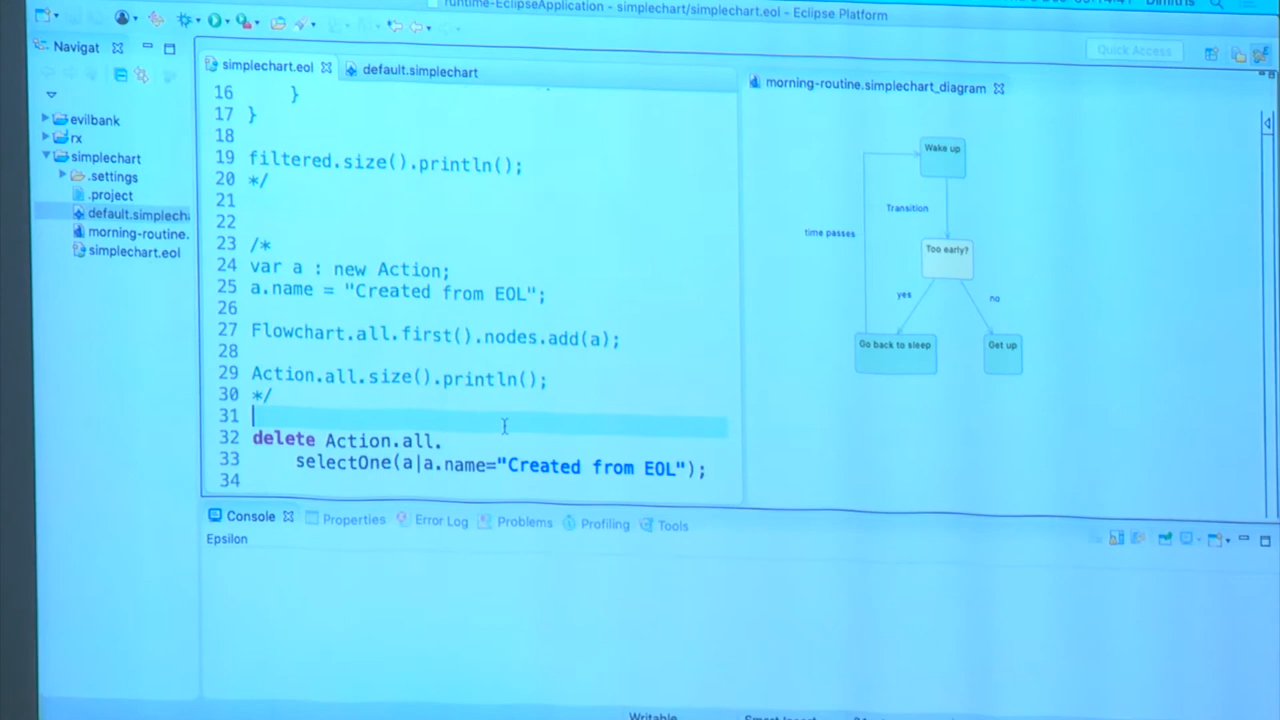 runtime-EclipseApplication - simplechart/simplechart.eol - Eclipse Platform
Quick Access
Navigat
simplechart.eol
default.simplechart
morning-routine.simplechart_diagram
evilbank
rx
simplechart
.settings
.project
default.simplech
morning-routine.
simplechart.eol
16 }
17 }
18
19 filtered.size().println();
20 */
21
22
23 /*
24 var a : new Action;
25 a.name = "Created from EOL";
26
27 Flowchart.all.first().nodes.add(a);
28
29 Action.all.size().println();
30 */
31
32 delete Action.all.
33 selectOne(a|a.name="Created from EOL");
34
Wake up
Transition
time passes
Too early?
yes
no
Go back to sleep
Get up
Console
Properties
Error Log
Problems
Profiling
Tools
Epsilon
Writable